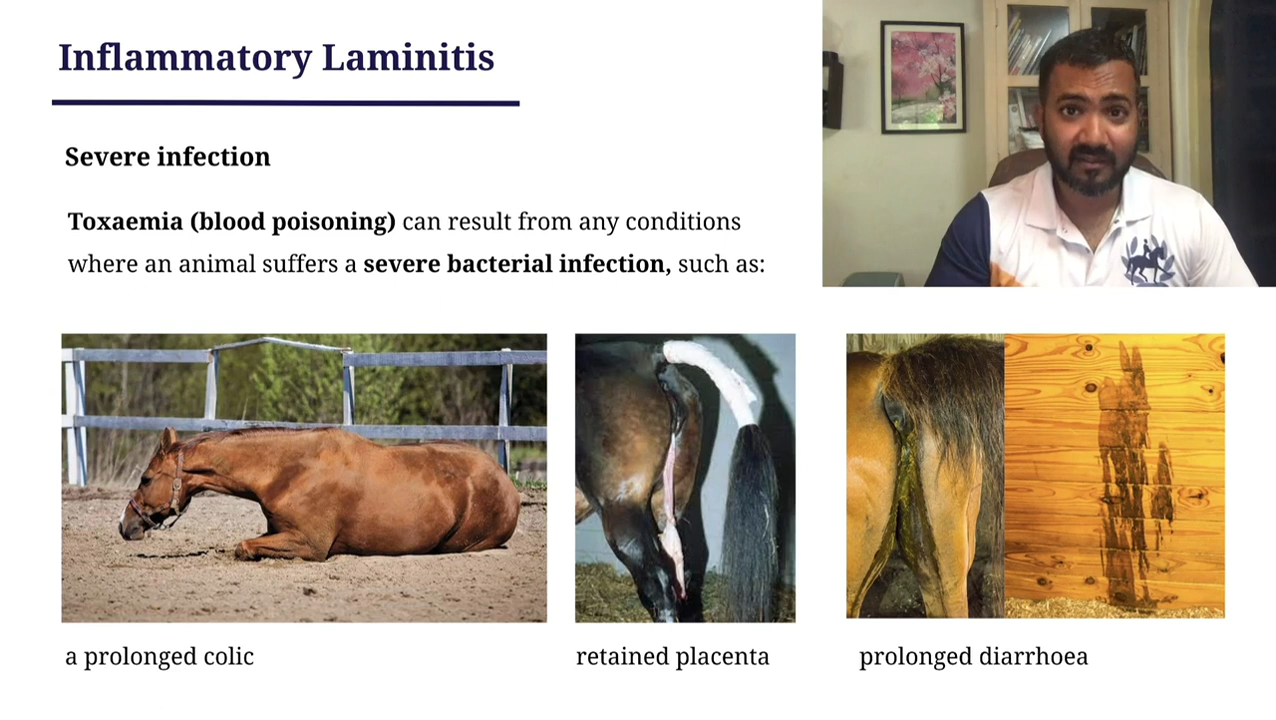 Inflammatory Laminitis
Severe infection
Toxaemia (blood poisoning) can result from any conditions
where an animal suffers a severe bacterial infection, such as:
a prolonged colic
retained placenta
prolonged diarrhoea